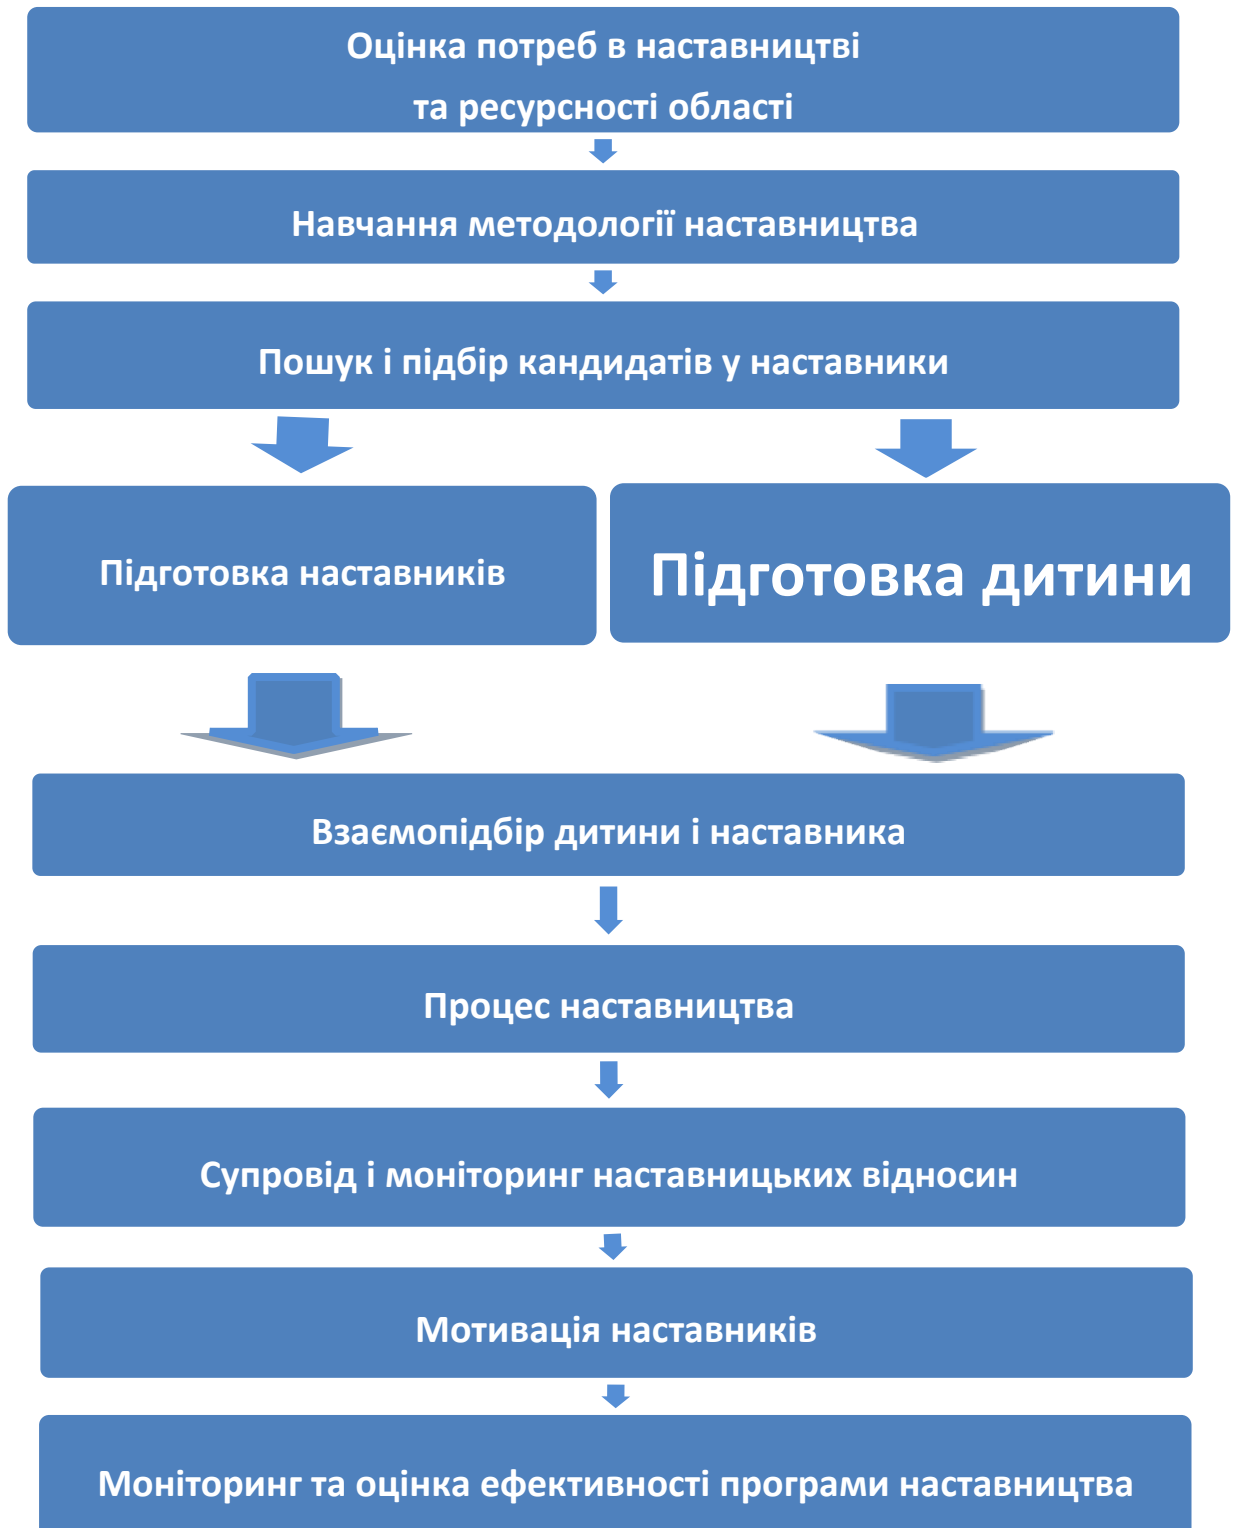 Оцінка потреб в наставництві
та ресурсності області
Навчання методології наставництва
Пошук і підбір кандидатів у наставники
Підготовка наставників
Підготовка дитини
Взаємопідбір дитини і наставника
Процес наставництва
Супровід і моніторинг наставницьких відносин
Мотивація наставників
Моніторинг та оцінка ефективності програми наставництва